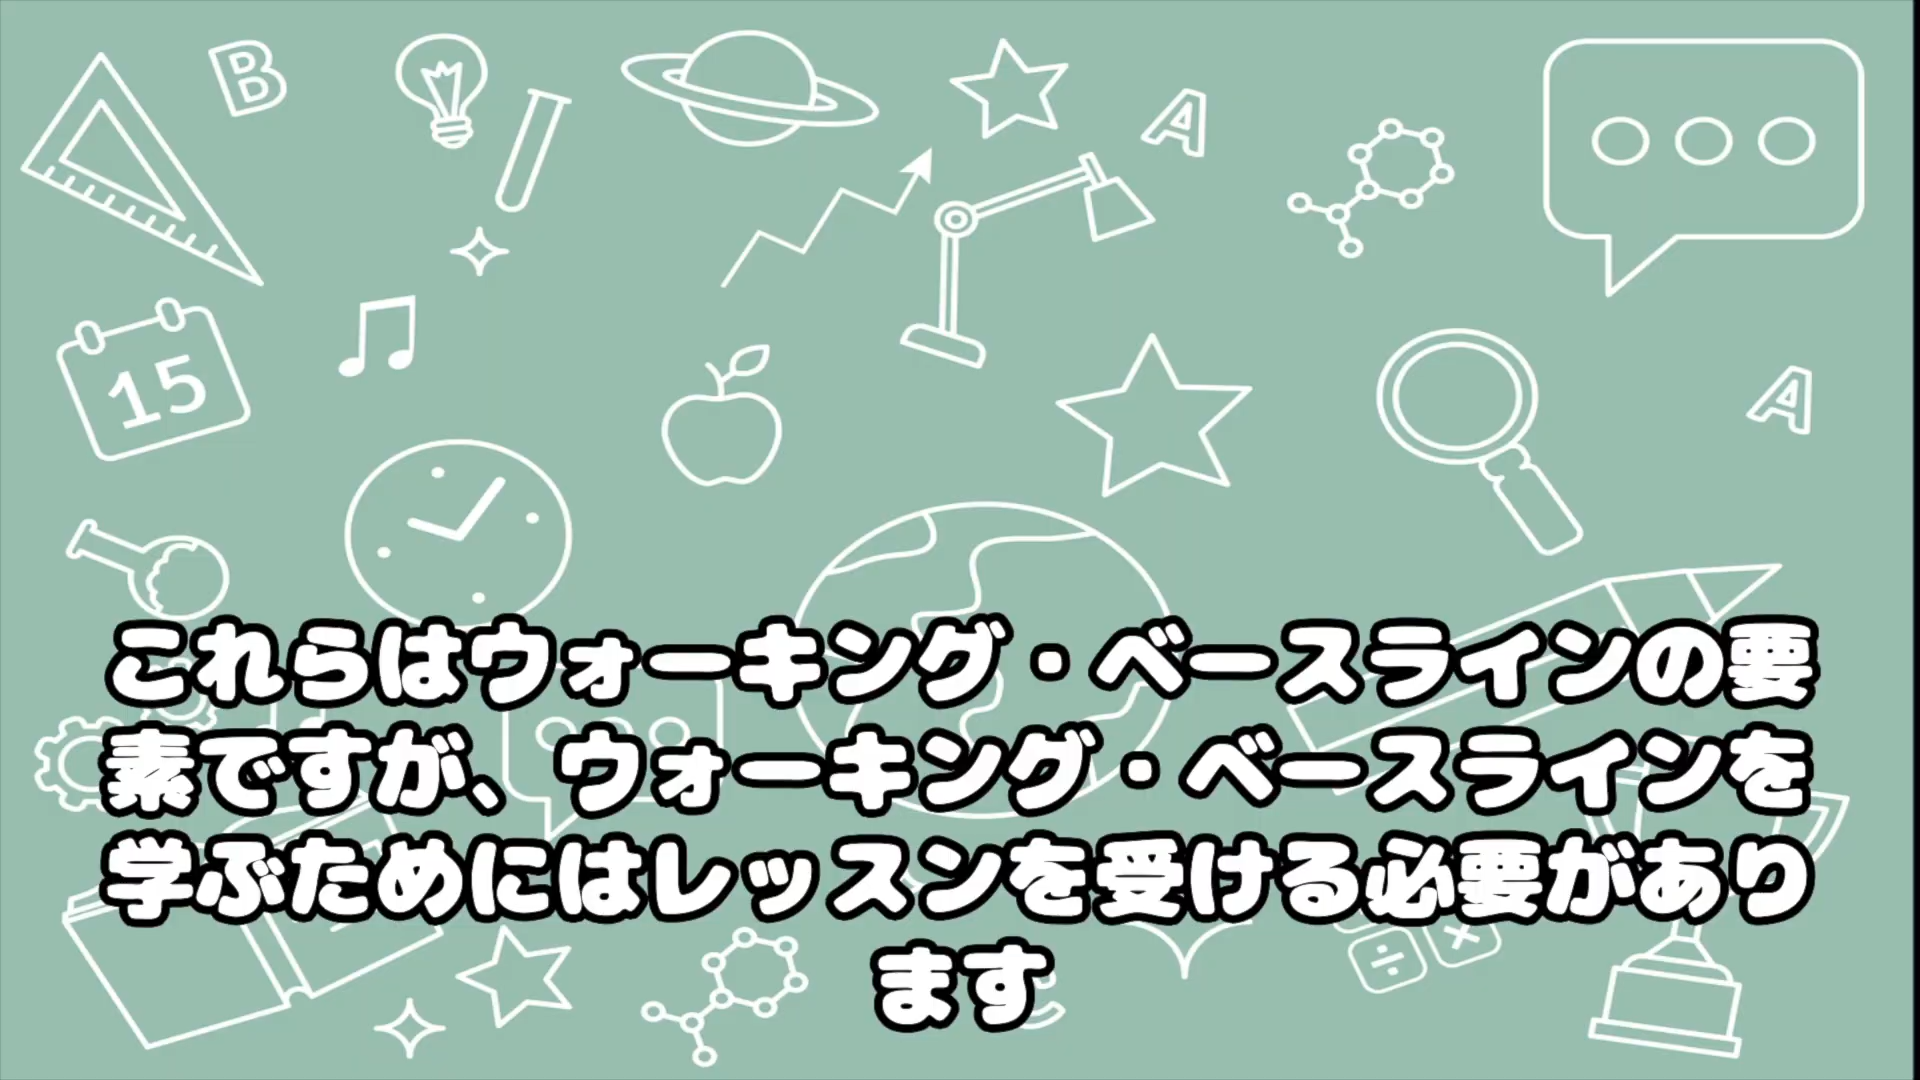 B
A
15
A
これらはウォーキング・ベースラインの要
素ですが、ウォーキング・ベースラインを
学ぶためにはレッスンを受ける必要があり
ます